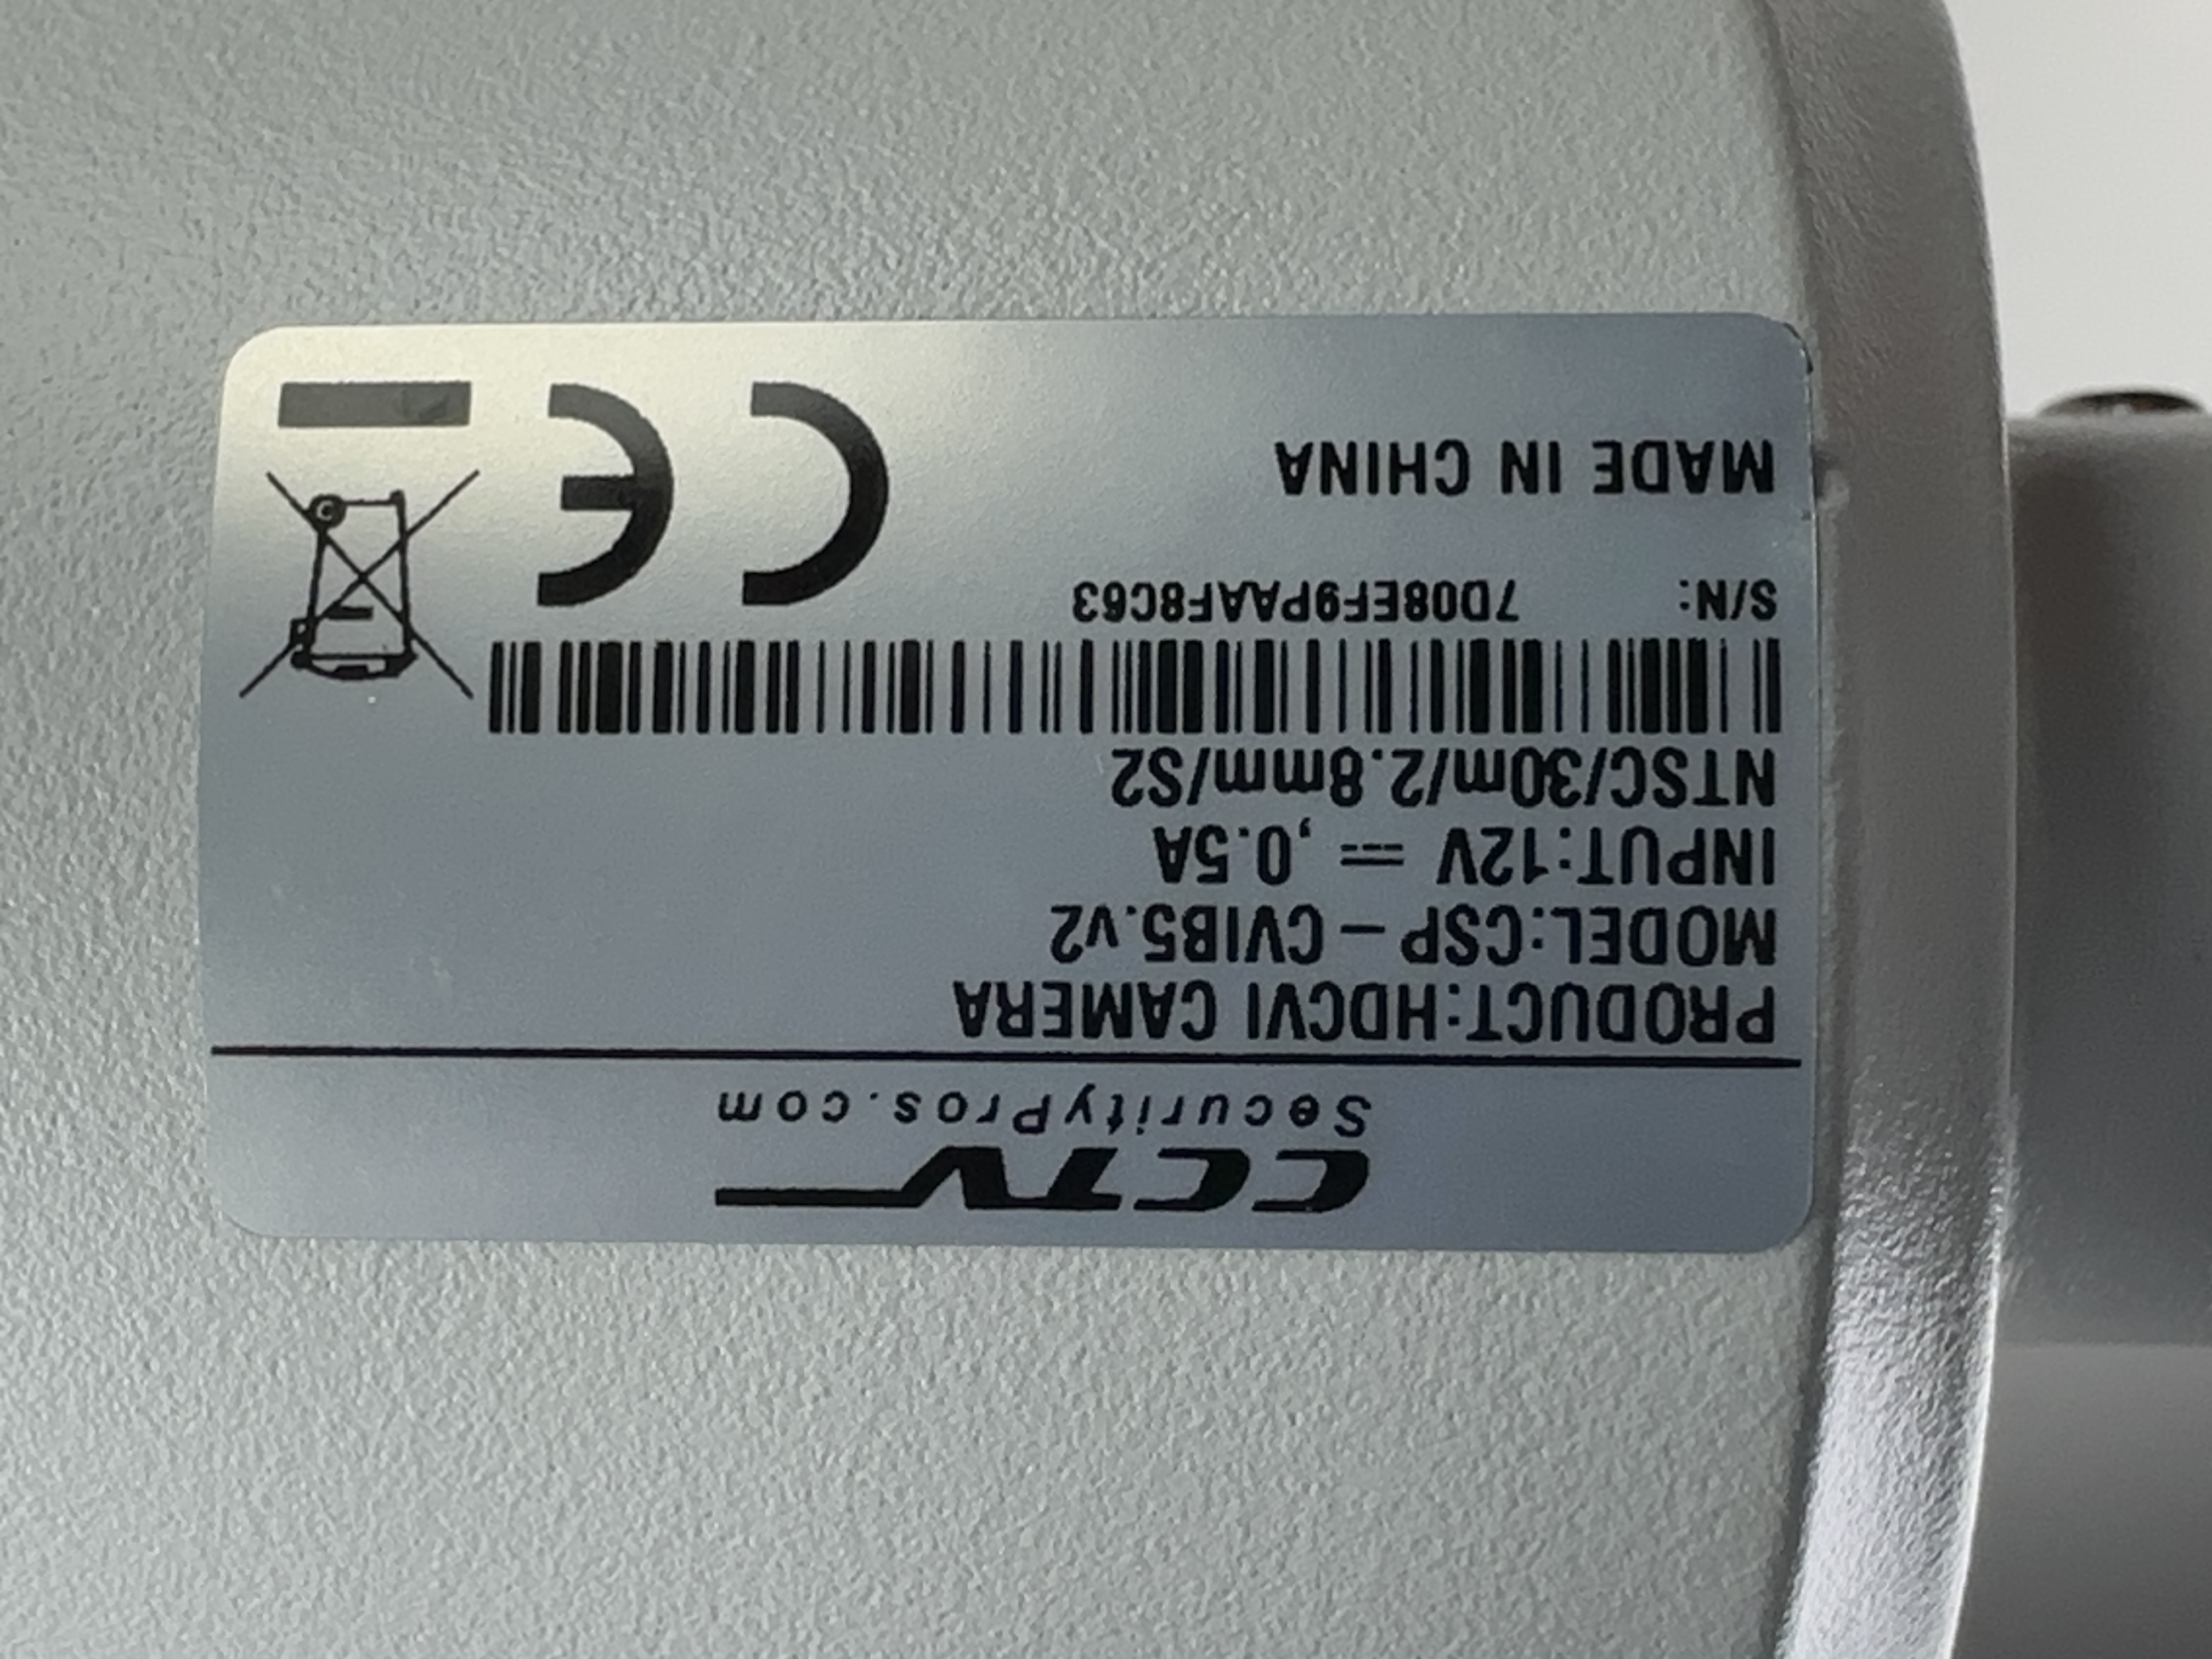 CCTV
SecurityPros.com
PRODUCT:HDCVI CAMERA
MODEL:CSP-CVIB5.v2
INPUT:12V ⎓,0.5A
NTSC/30m/2.8mm/S2
S/N: 7D08EF9PAAF8C63
MADE IN CHINA
CE